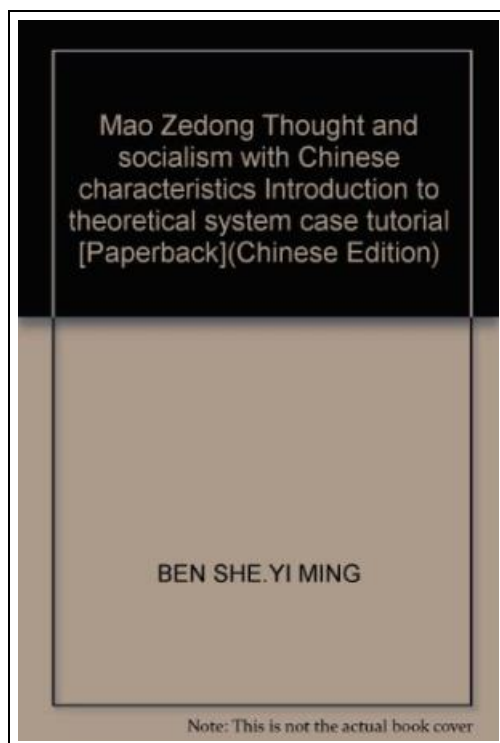 Mao Zedong Thought and
socialism with Chinese
characteristics Introduction to
theoretical system case tutorial
[Paperback](Chinese Edition)
BEN SHE.YI MING
Note: This is not the actual book cover